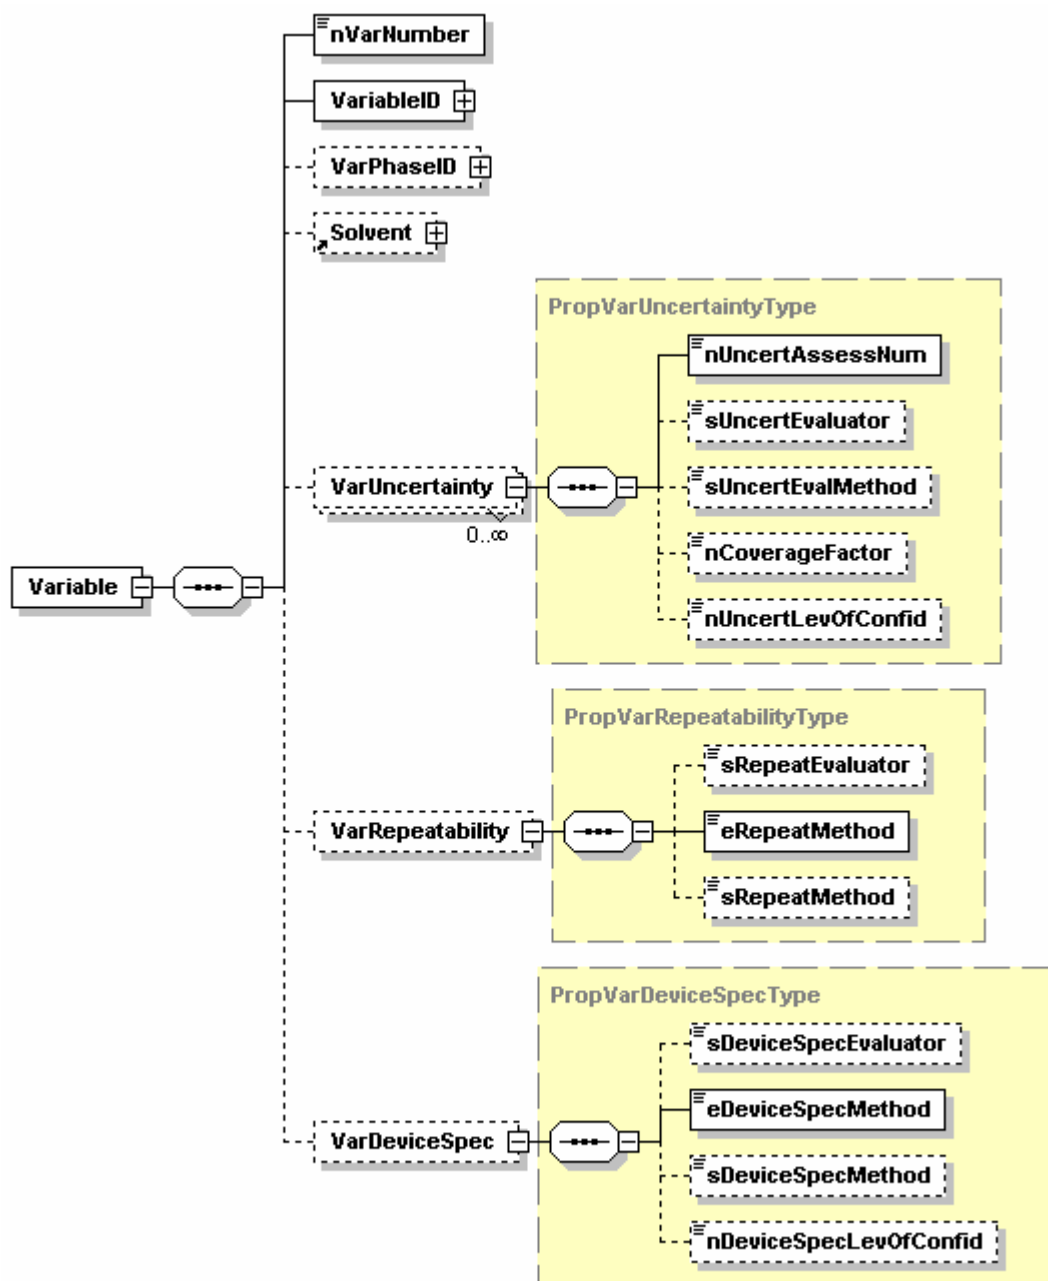 nVarNumber
VariableID
VarPhaseID
Solvent
PropVarUncertaintyType
nUncertAssessNum
sUncertEvaluator
VarUncertainty
sUncertEvalMethod
0..∞
nCoverageFactor
Variable
nUncertLevOfConfid
PropVarRepeatabilityType
sRepeatEvaluator
VarRepeatability
eRepeatMethod
sRepeatMethod
PropVarDeviceSpecType
sDeviceSpecEvaluator
eDeviceSpecMethod
VarDeviceSpec
sDeviceSpecMethod
nDeviceSpecLevOfConfid